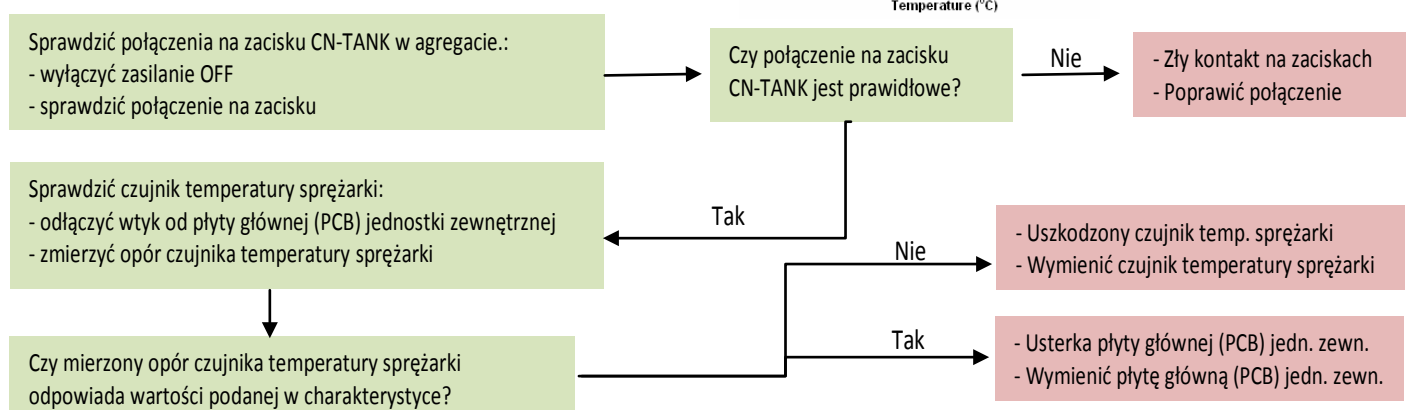 Temperature (°C)
Sprawdzić połączenia na zacisku CN-TANK w agregacie.:
- wyłączyć zasilanie OFF
- sprawdzić połączenie na zacisku
Czy połączenie na zacisku
CN-TANK jest prawidłowe?
Nie
- Zły kontakt na zaciskach
- Poprawić połączenie
Tak
Sprawdzić czujnik temperatury sprężarki:
- odłączyć wtyk od płyty głównej (PCB) jednostki zewnętrznej
- zmierzyć opór czujnika temperatury sprężarki
Czy mierzony opór czujnika temperatury sprężarki
odpowiada wartości podanej w charakterystyce?
Nie
- Uszkodzony czujnik temp. sprężarki
- Wymienić czujnik temperatury sprężarki
Tak
- Usterka płyty głównej (PCB) jedn. zewn.
- Wymienić płytę główną (PCB) jedn. zewn.